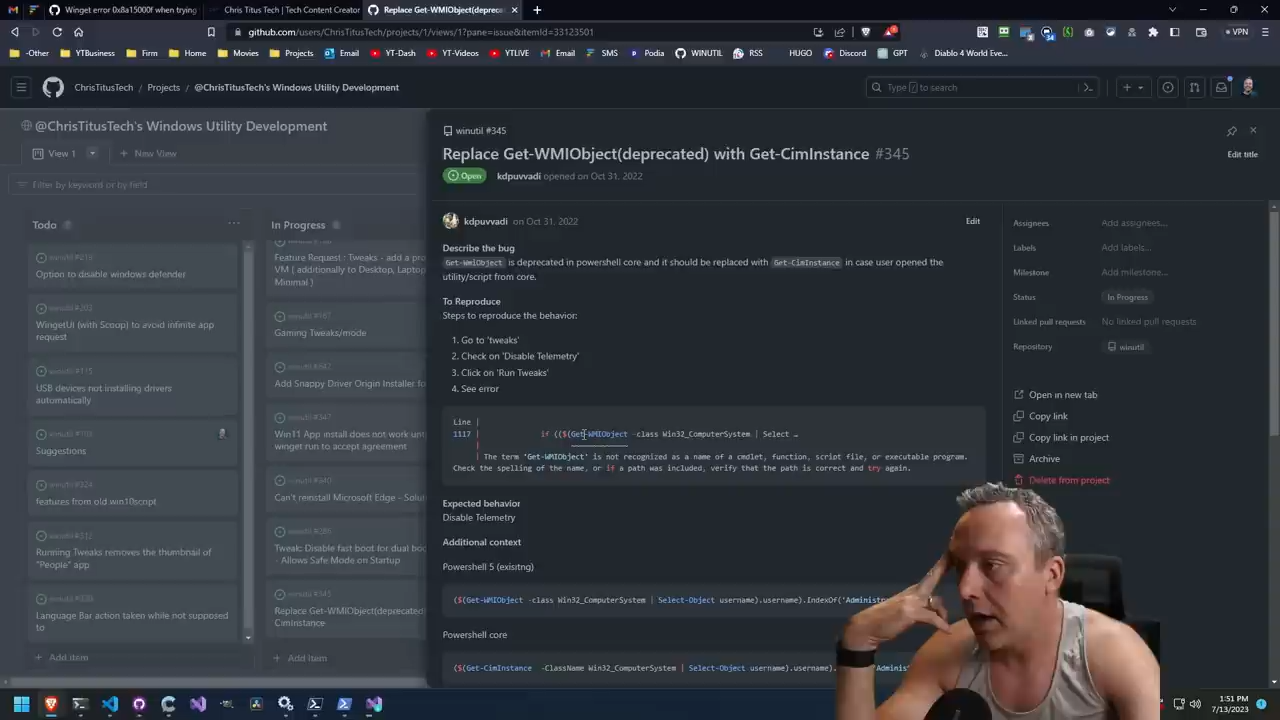 Winget error 0x8a15000f when trying
Chris Titus Tech | Tech Content Creator
Replace Get-WMIObject(deprec
github.com/users/ChrisTitusTech/projects/1/views/1?pane=issue&itemId=33123501
VPN
-Other
YTBusiness
Firm
Home
Movies
Projects
Email
YT-Dash
YT-Videos
YTLIVE
Email
SMS
Podia
WINUTIL
RSS
HUGO
Discord
GPT
Diablo 4 World Eve...
ChrisTitusTech / Projects / @ChrisTitusTech's Windows Utility Development
Type / to search
@ChrisTitusTech's Windows Utility Development
View 1
New View
Filter by keyword or by field
Todo
In Progress
Option to disable windows defender
WingetUI (with Scoop) to avoid infinite app
request
winutil #115
USB devices not installing drivers
automatically
Suggestions
winutil #324
features from old win10script
winutil #312
Running Tweaks removes the thumbnail of
"People" app
Language Bar action taken while not supposed
to
Add item
Feature Request : Tweaks - add a pro
VM ( additionally to Desktop, Laptop
Minimal )
Gaming Tweaks/mode
Add Snappy Driver Origin Installer fo
winutil #347
Win11 App install does not work unt
winget run to accept agreement
winutil #340
Can't reinstall Microsoft Edge - Solut
Tweak: Disable fast boot for dual boo
- Allows Safe Mode on Startup
winutil #345
Replace Get-WMIObject(deprecated
CimInstance
Add item
winutil #345
Replace Get-WMIObject(deprecated) with Get-CimInstance #345
Edit title
Open
kdpuvvadi opened on Oct 31, 2022
kdpuvvadi on Oct 31, 2022
Edit
Describe the bug
Get-WmiObject is deprecated in powershell core and it should be replaced with Get-CimInstance in case user opened the
utility/script from core.
To Reproduce
Steps to reproduce the behavior:
1. Go to 'tweaks'
2. Check on 'Disable Telemetry'
3. Click on 'Run Tweaks'
4. See error
Line |
1117 | if (($(Get-WMIObject -class Win32_ComputerSystem | Select …
|
| The term 'Get-WMIObject' is not recognized as a name of a cmdlet, function, script file, or executable program.
Check the spelling of the name, or if a path was included, verify that the path is correct and try again.
Expected behavior
Disable Telemetry
Additional context
Powershell 5 (exisitng)
($(Get-WMIObject -class Win32_ComputerSystem | Select-Object username).username).IndexOf('Administr
Powershell core
($(Get-CimInstance -ClassName Win32_ComputerSystem | Select-Object username).username).
Assignees
Add assignees...
Labels
Add labels...
Milestone
Add milestone...
Status
In Progress
Linked pull requests
No linked pull requests
Repository
winutil
Open in new tab
Copy link
Copy link in project
Archive
Delete from project
1:51 PM
7/13/2023